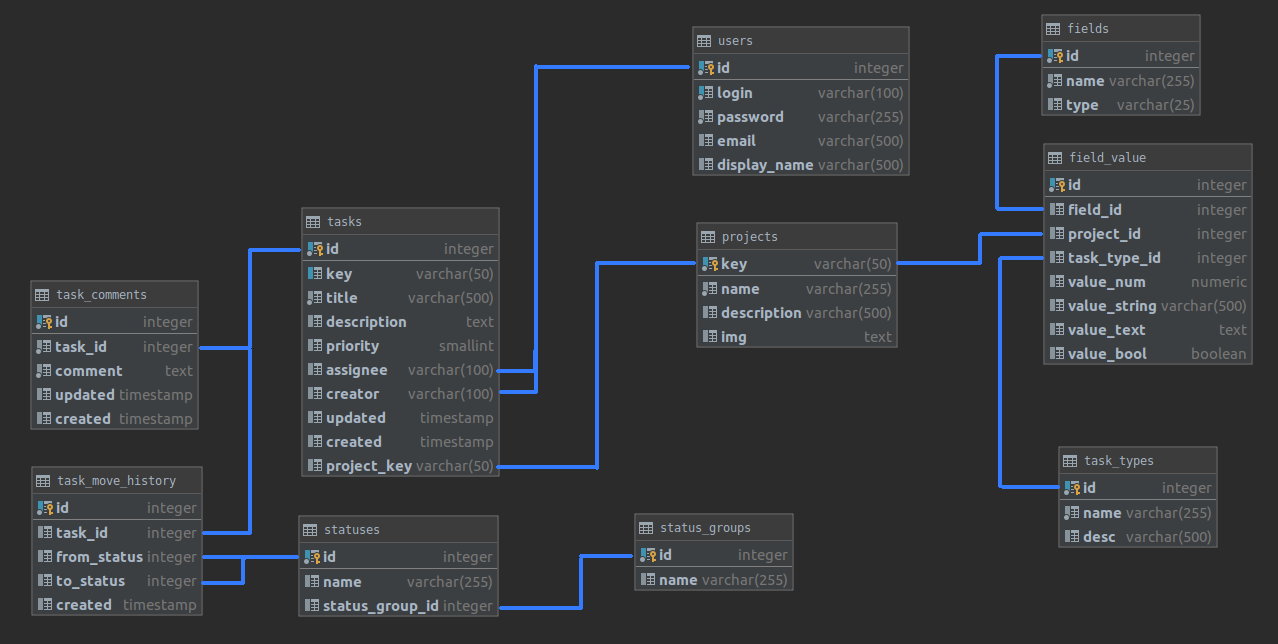 users
id integer
login varchar(100)
password varchar(255)
email varchar(500)
display_name varchar(500)
fields
id integer
name varchar(255)
type varchar(25)
field_value
id integer
field_id integer
project_id integer
task_type_id integer
value_num numeric
value_string varchar(500)
value_text text
value_bool boolean
tasks
id integer
key varchar(50)
title varchar(500)
description text
priority smallint
assignee varchar(100)
creator varchar(100)
updated timestamp
created timestamp
project_key varchar(50)
projects
key varchar(50)
name varchar(255)
description varchar(500)
img text
task_comments
id integer
task_id integer
comment text
updated timestamp
created timestamp
task_move_history
id integer
task_id integer
from_status integer
to_status integer
created timestamp
statuses
id integer
name varchar(255)
status_group_id integer
status_groups
id integer
name varchar(255)
task_types
id integer
name varchar(255)
desc varchar(500)